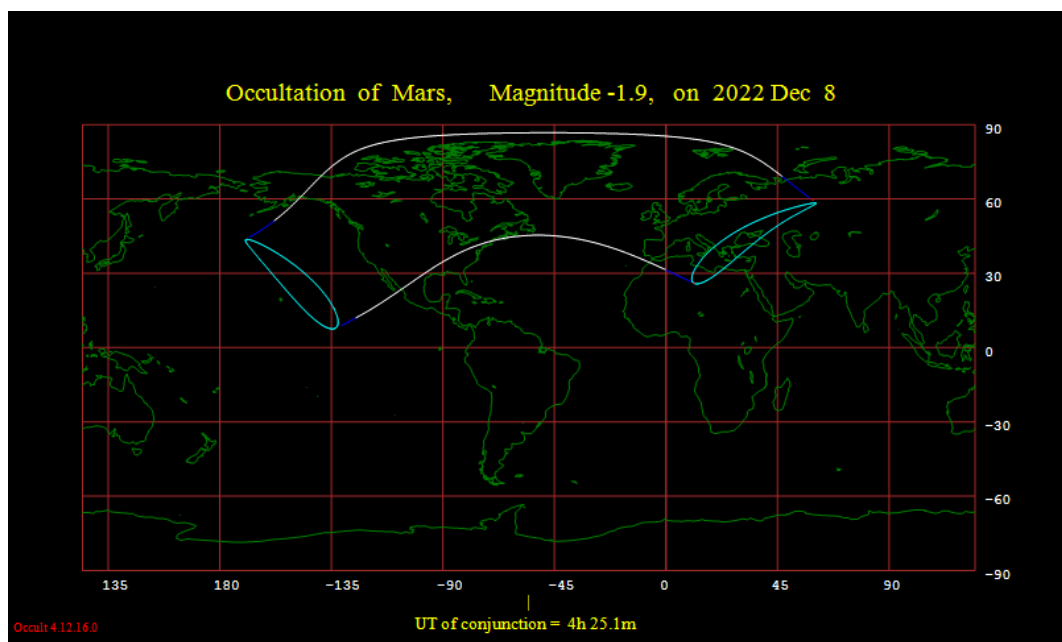 Occultation of Mars, Magnitude -1.9, on 2022 Dec 8
90
60
30
0
-30
-60
-90
135 180 -135 -90 -45 0 45 90
UT of conjunction = 4h 25.1m
Occult 4.12.16.0